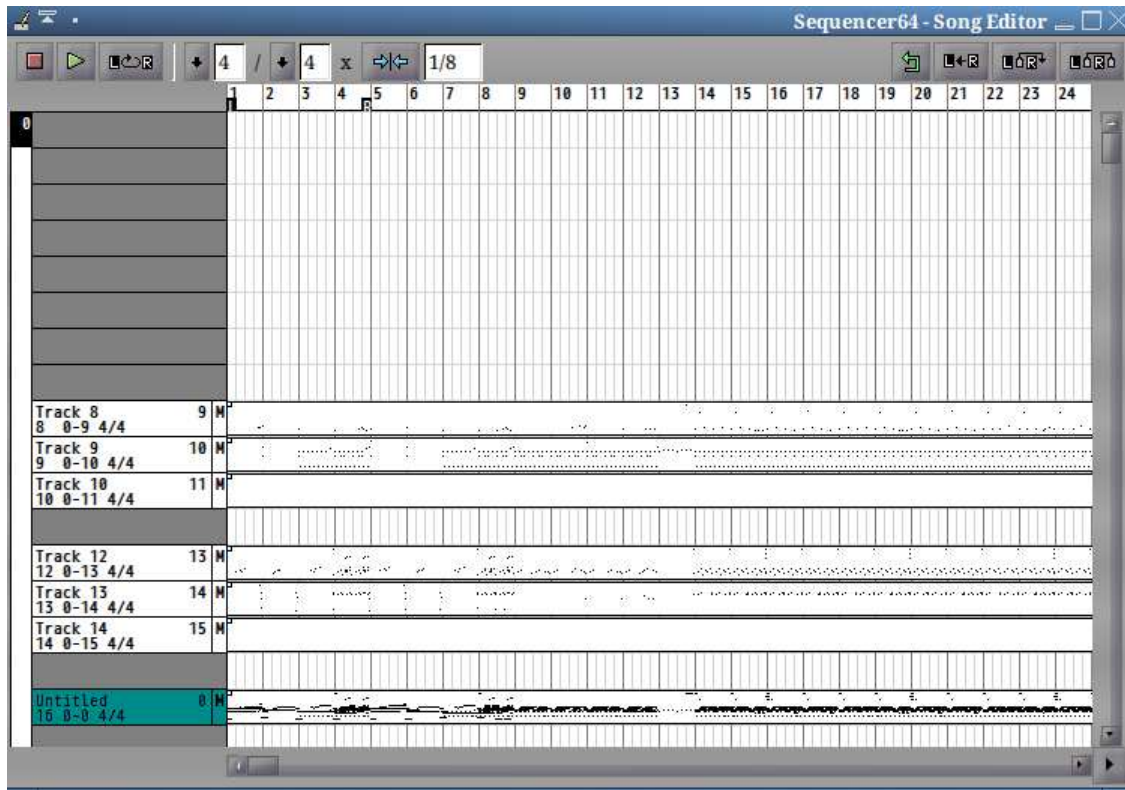 Sequencer64 - Song Editor
L R 4 / 4 x 1/8 L R L R + L R
1 2 3 4 5 6 7 8 9 10 11 12 13 14 15 16 17 18 19 20 21 22 23 24
L R
0
Track 8 9 M
8 0-9 4/4
Track 9 10 M
9 0-10 4/4
Track 10 11 M
10 0-11 4/4
Track 12 13 M
12 0-13 4/4
Track 13 14 M
13 0-14 4/4
Track 14 15 M
14 0-15 4/4
Untitled 0 M
16 0-0 4/4